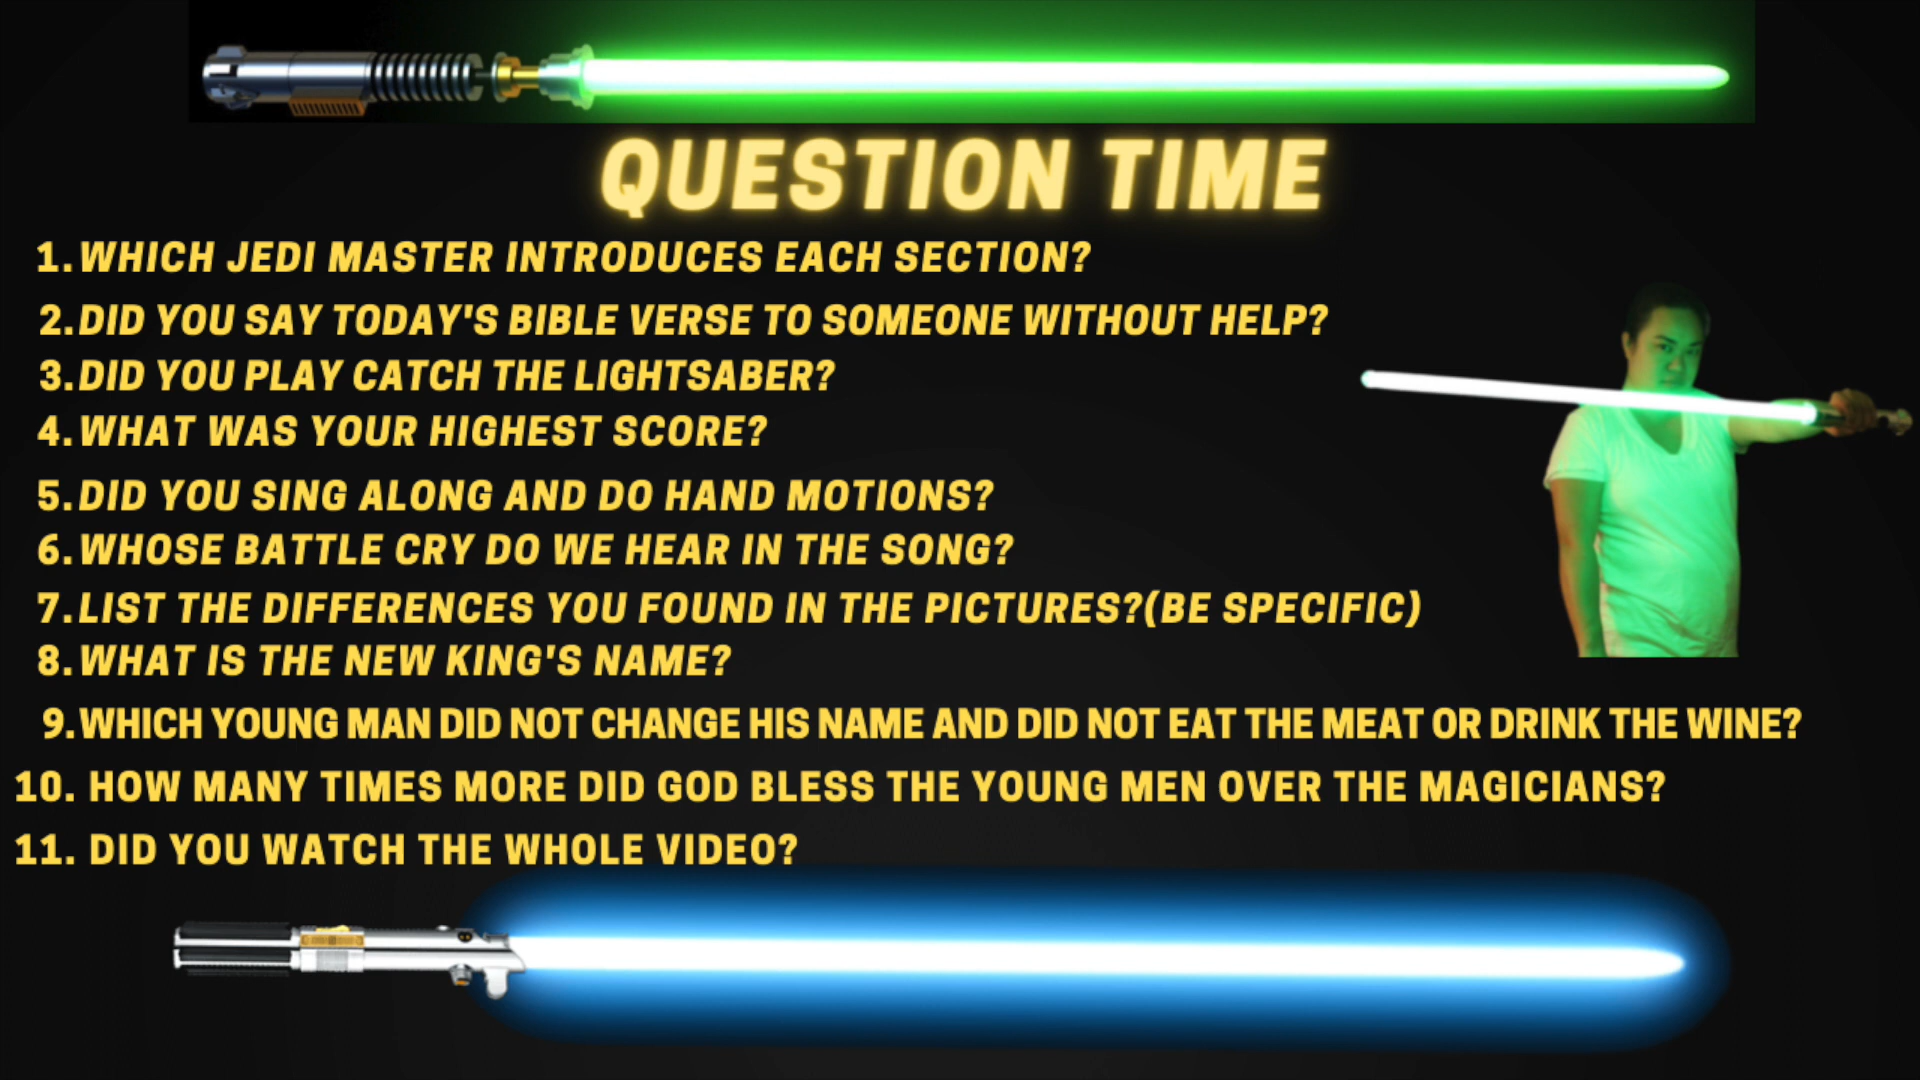 QUESTION TIME
1. WHICH JEDI MASTER INTRODUCES EACH SECTION?
2. DID YOU SAY TODAY'S BIBLE VERSE TO SOMEONE WITHOUT HELP?
3. DID YOU PLAY CATCH THE LIGHTSABER?
4. WHAT WAS YOUR HIGHEST SCORE?
5. DID YOU SING ALONG AND DO HAND MOTIONS?
6. WHOSE BATTLE CRY DO WE HEAR IN THE SONG?
7. LIST THE DIFFERENCES YOU FOUND IN THE PICTURES?(BE SPECIFIC)
8. WHAT IS THE NEW KING'S NAME?
9. WHICH YOUNG MAN DID NOT CHANGE HIS NAME AND DID NOT EAT THE MEAT OR DRINK THE WINE?
10. HOW MANY TIMES MORE DID GOD BLESS THE YOUNG MEN OVER THE MAGICIANS?
11. DID YOU WATCH THE WHOLE VIDEO?